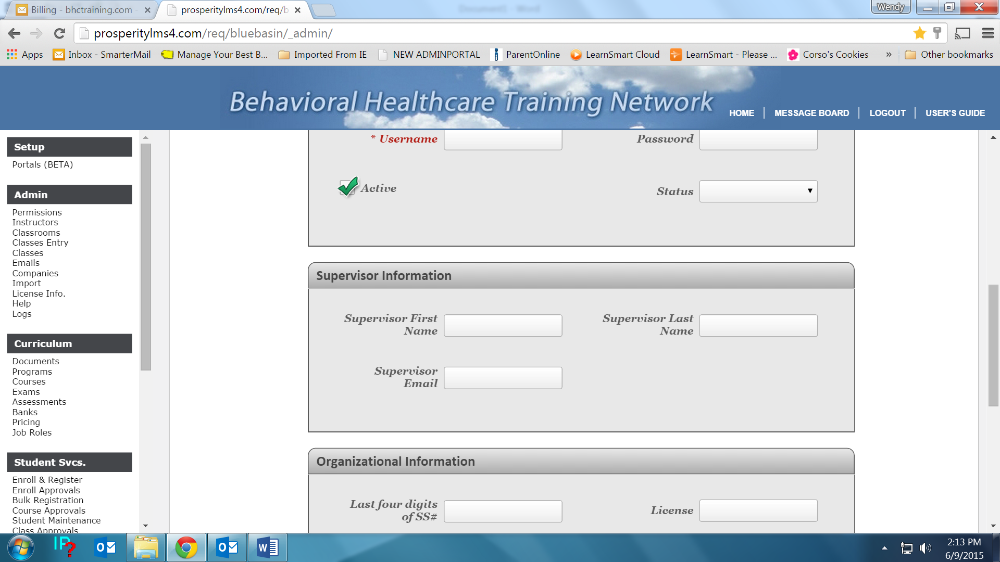 Billing - bhctraining.com -
prosperitylms4.com/req/b
Document1 - Word
Wendy
prosperitylms4.com/req/bluebasin/_admin/
Apps
Inbox - SmarterMail
Manage Your Best B...
Imported From IE
NEW ADMINPORTAL
ParentOnline
LearnSmart Cloud
LearnSmart - Please ...
Corso's Cookies
»
Other bookmarks
Behavioral Healthcare Training Network
HOME | MESSAGE BOARD | LOGOUT | USER'S GUIDE
Setup
Portals (BETA)
Admin
Permissions
Instructors
Classrooms
Classes Entry
Classes
Emails
Companies
Import
License Info.
Help
Logs
Curriculum
Documents
Programs
Courses
Exams
Assessments
Banks
Pricing
Job Roles
Student Svcs.
Enroll & Register
Enroll Approvals
Bulk Registration
Course Approvals
Student Maintenance
Class Approvals
* Username
Password
Active
Status
Supervisor Information
Supervisor First
Name
Supervisor Last
Name
Supervisor
Email
Organizational Information
Last four digits
of SS#
License
IP?
2:13 PM
6/9/2015